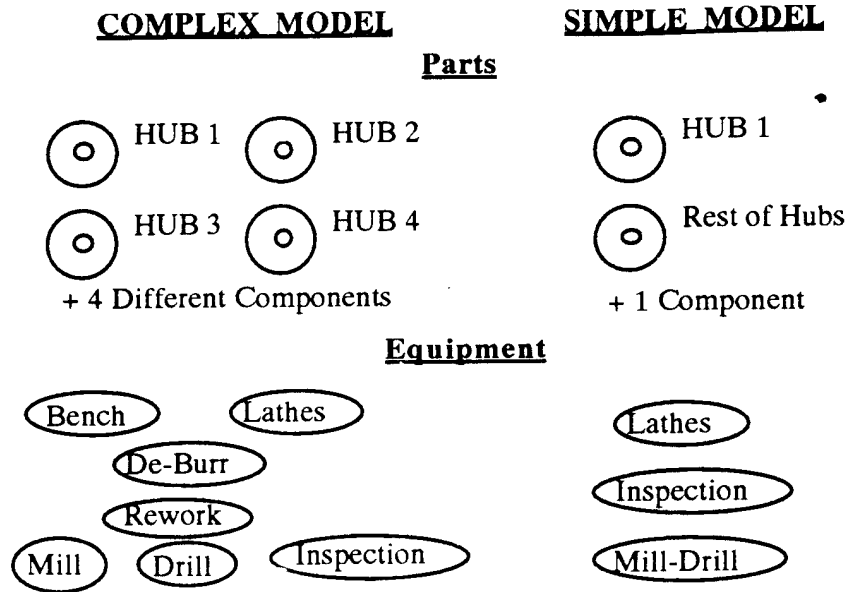 COMPLEX MODEL
SIMPLE MODEL
Parts
HUB 1
HUB 2
HUB 1
HUB 3
HUB 4
Rest of Hubs
+ 4 Different Components
+ 1 Component
Equipment
Bench
Lathes
Lathes
De-Burr
Inspection
Rework
Mill
Drill
Inspection
Mill-Drill